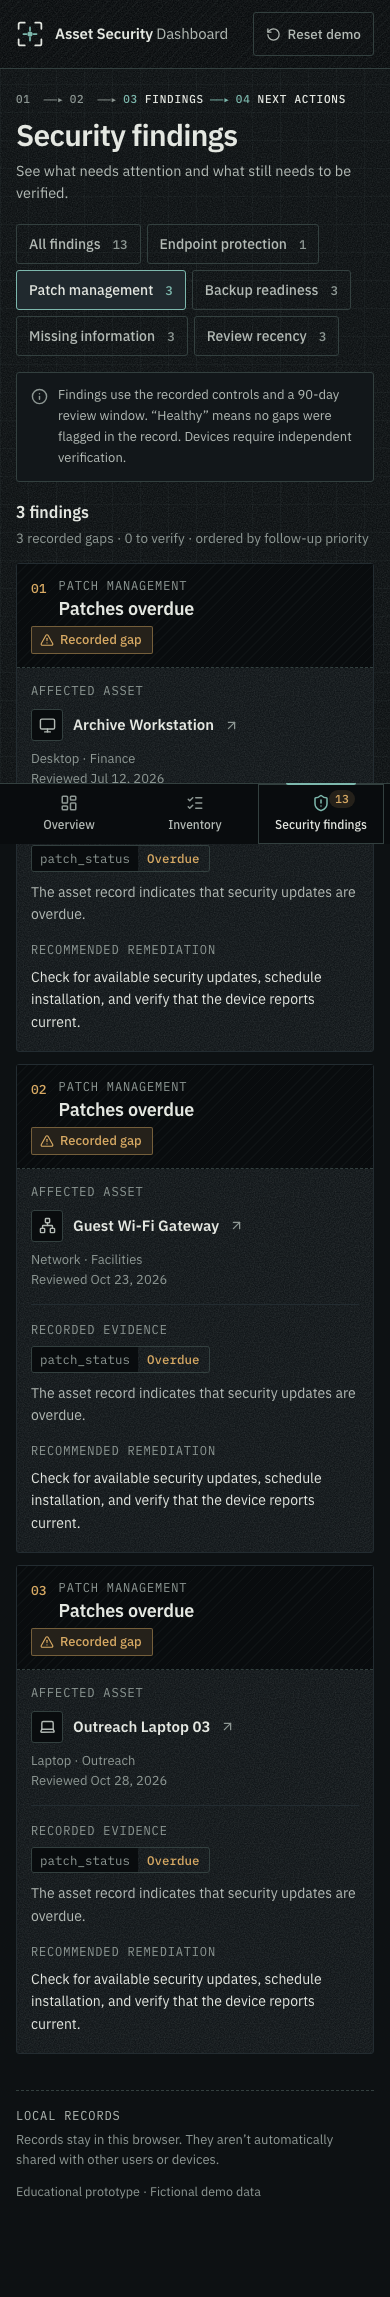 Asset Security Dashboard
Reset demo
01 02 03 FINDINGS 04 NEXT ACTIONS
Security findings
See what needs attention and what still needs to be
verified.
All findings 13
Endpoint protection 1
Patch management 3
Backup readiness 3
Missing information 3
Review recency 3
Findings use the recorded controls and a 90-day
review window. “Healthy” means no gaps were
flagged in the record. Devices require independent
verification.
3 findings
3 recorded gaps · 0 to verify · ordered by follow-up priority
01 PATCH MANAGEMENT
Patches overdue
Recorded gap
AFFECTED ASSET
Archive Workstation
Desktop · Finance
Reviewed Jul 12, 2026
Overview
Inventory
13
Security findings
patch_status Overdue
The asset record indicates that security updates are
overdue.
RECOMMENDED REMEDIATION
Check for available security updates, schedule
installation, and verify that the device reports
current.
02 PATCH MANAGEMENT
Patches overdue
Recorded gap
AFFECTED ASSET
Guest Wi-Fi Gateway
Network · Facilities
Reviewed Oct 23, 2026
RECORDED EVIDENCE
patch_status Overdue
The asset record indicates that security updates are
overdue.
RECOMMENDED REMEDIATION
Check for available security updates, schedule
installation, and verify that the device reports
current.
03 PATCH MANAGEMENT
Patches overdue
Recorded gap
AFFECTED ASSET
Outreach Laptop 03
Laptop · Outreach
Reviewed Oct 28, 2026
RECORDED EVIDENCE
patch_status Overdue
The asset record indicates that security updates are
overdue.
RECOMMENDED REMEDIATION
Check for available security updates, schedule
installation, and verify that the device reports
current.
LOCAL RECORDS
Records stay in this browser. They aren’t automatically
shared with other users or devices.
Educational prototype · Fictional demo data